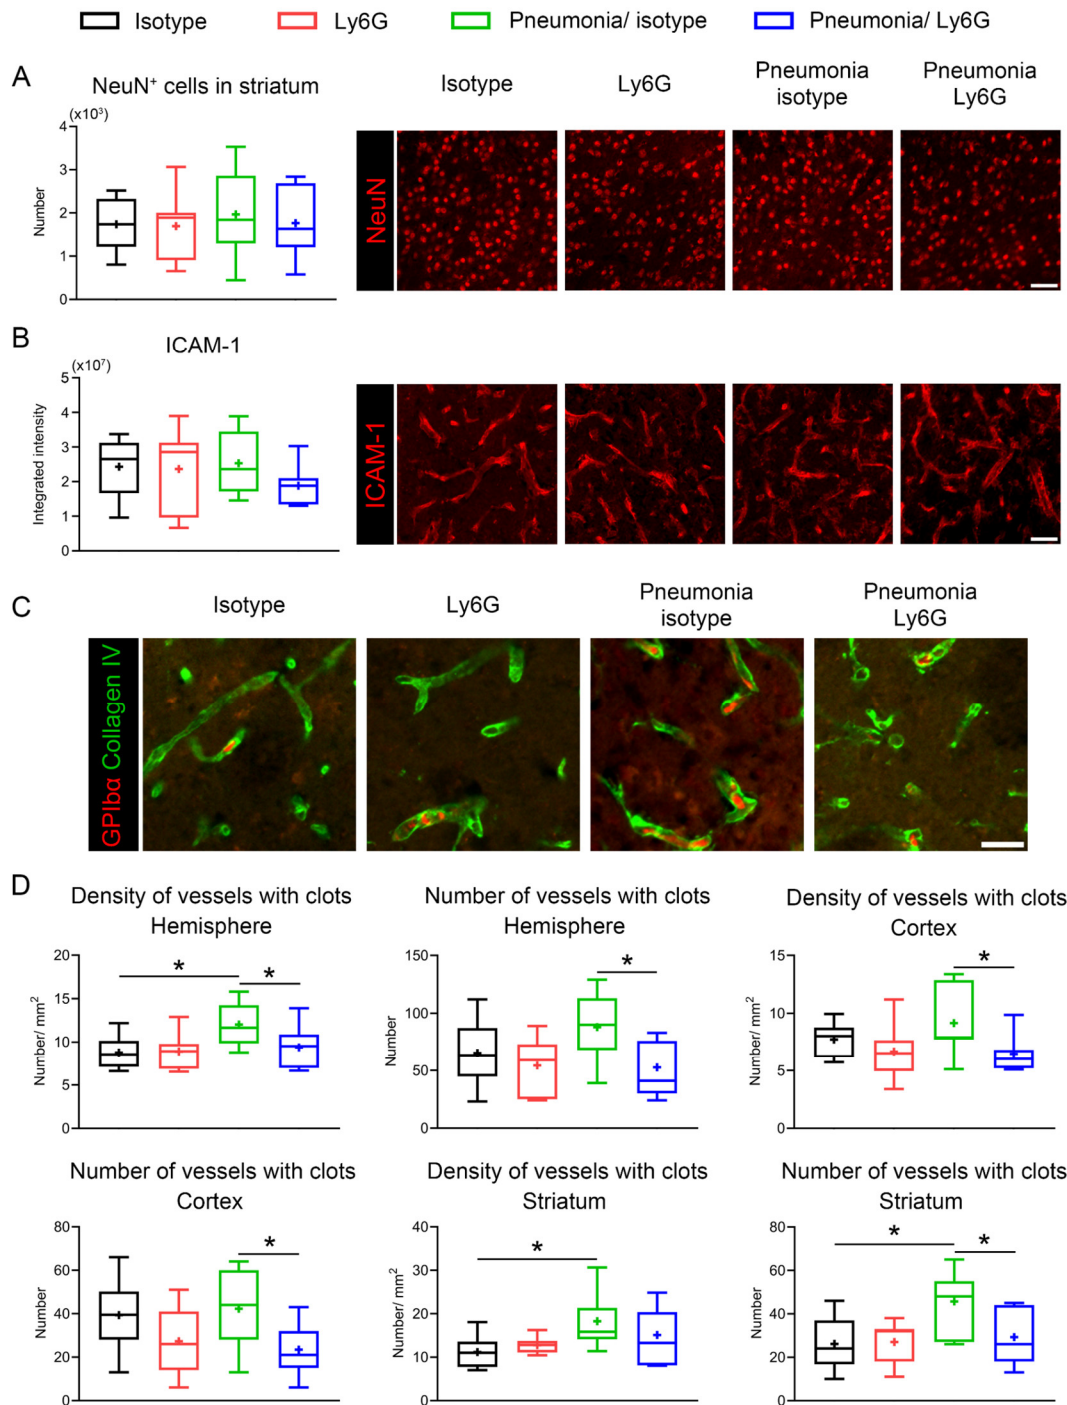 Isotype Ly6G Pneumonia/ isotype Pneumonia/ Ly6G
A
NeuN⁺ cells in striatum
(x10³)
Number
4
3
2
1
0
Isotype Ly6G Pneumonia isotype Pneumonia Ly6G
NeuN
B
ICAM-1
(x10⁷)
Integrated intensity
5
4
3
2
1
0
ICAM-1
C
Isotype Ly6G Pneumonia isotype Pneumonia Ly6G
GPIbα Collagen IV
D
Density of vessels with clots
Hemisphere
Number/ mm²
20
15
10
5
0
*
*
Number of vessels with clots
Hemisphere
Number
150
100
50
0
*
Density of vessels with clots
Cortex
Number/ mm²
15
10
5
0
*
Number of vessels with clots
Cortex
Number
80
60
40
20
0
*
Density of vessels with clots
Striatum
Number/ mm²
40
30
20
10
0
*
Number of vessels with clots
Striatum
Number
80
60
40
20
0
*
*